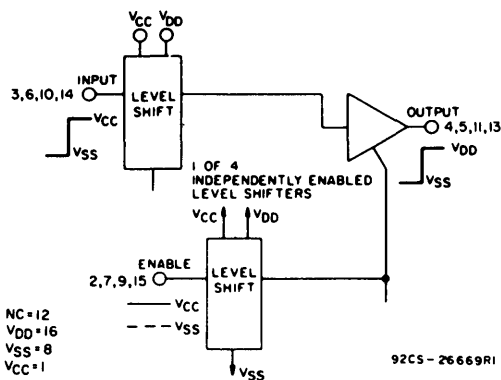 VCC VDD
INPUT
3,6,10,14
LEVEL
SHIFT
VCC
VSS
OUTPUT
4,5,11,13
VDD
VSS
1 OF 4
INDEPENDENTLY ENABLED
LEVEL SHIFTERS
VCC VDD
ENABLE
2,7,9,15
LEVEL
SHIFT
VCC
VSS
VSS
NC=12
VDD=16
VSS=8
VCC=1
92CS-26669RI